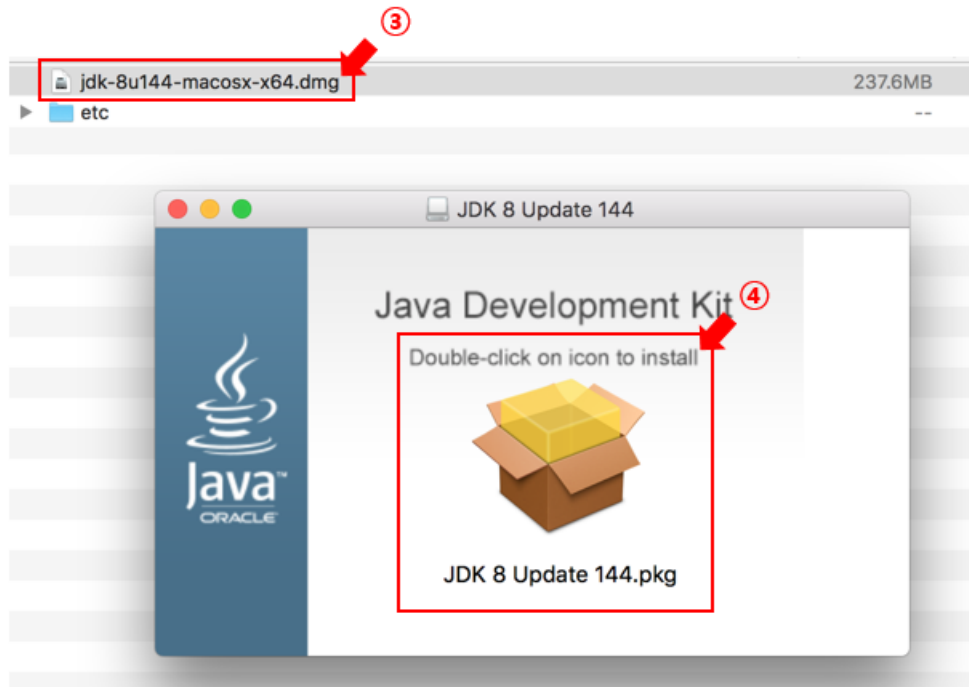 ③
jdk-8u144-macosx-x64.dmg 237.6MB
etc --
JDK 8 Update 144
Java Development Kit ④
Double-click on icon to install
Java™
ORACLE
JDK 8 Update 144.pkg